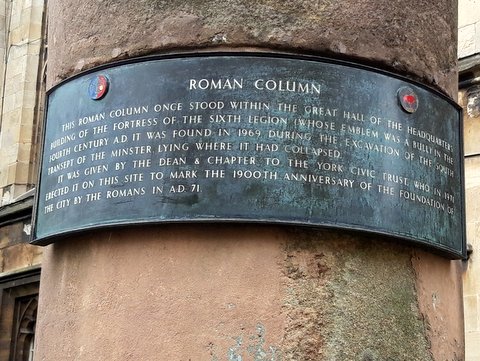 ROMAN COLUMN
THIS ROMAN COLUMN ONCE STOOD WITHIN THE GREAT HALL OF THE HEADQUARTERS
BUILDING OF THE FORTRESS OF THE SIXTH LEGION (WHOSE EMBLEM WAS A BULL) IN THE
FOURTH CENTURY A.D. IT WAS FOUND IN 1969 DURING THE EXCAVATION OF THE SOUTH
TRANSEPT OF THE MINSTER, LYING WHERE IT HAD COLLAPSED.
IT WAS GIVEN BY THE DEAN & CHAPTER TO THE YORK CIVIC TRUST, WHO IN 1971
ERECTED IT ON THIS SITE TO MARK THE 1900TH ANNIVERSARY OF THE FOUNDATION OF
THE CITY BY THE ROMANS IN A.D. 71.